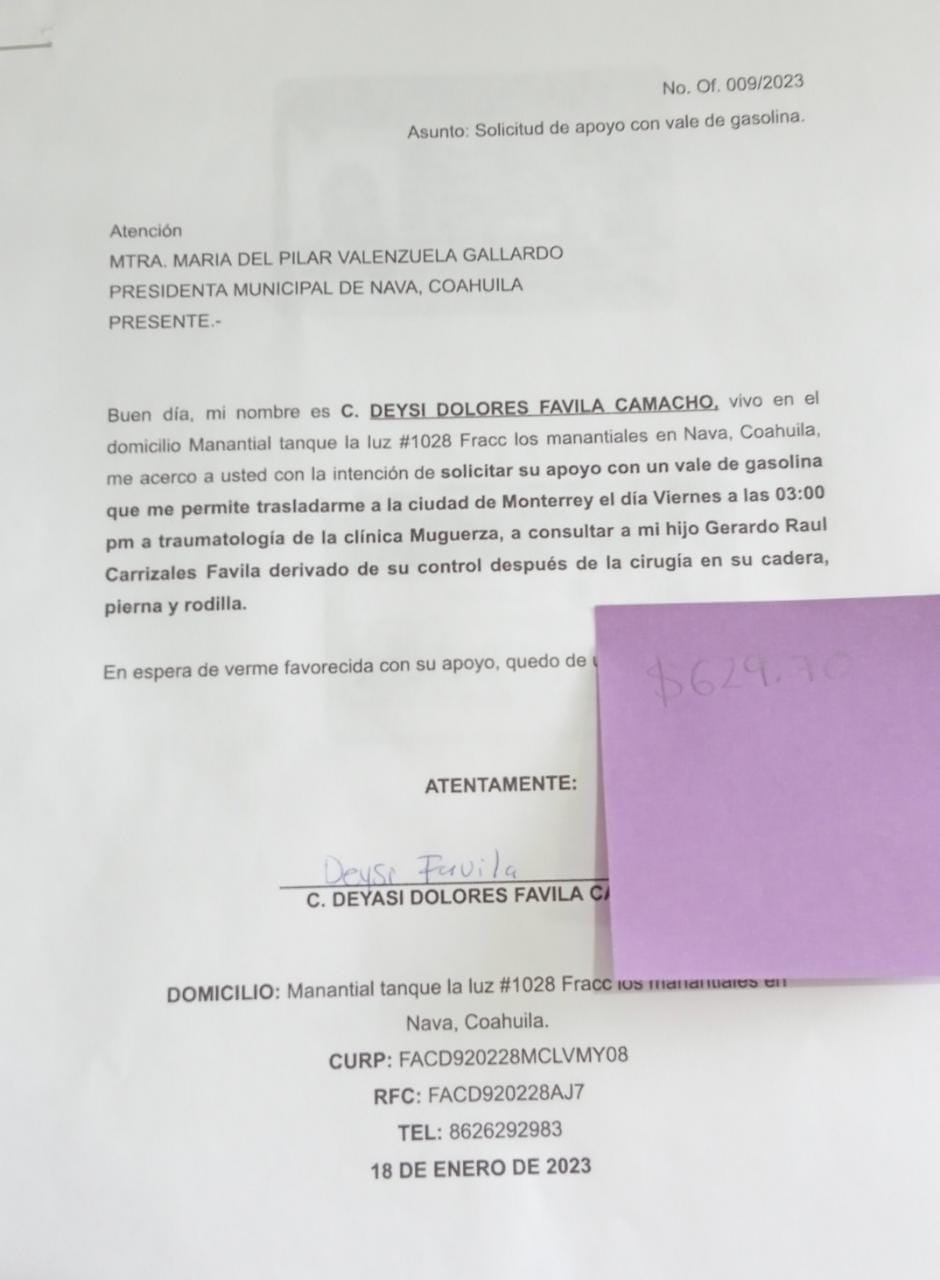 No. Of. 009/2023
Asunto: Solicitud de apoyo con vale de gasolina.
Atención
MTRA. MARIA DEL PILAR VALENZUELA GALLARDO
PRESIDENTA MUNICIPAL DE NAVA, COAHUILA
PRESENTE.-
Buen día, mi nombre es C. DEYSI DOLORES FAVILA CAMACHO, vivo en el
domicilio Manantial tanque la luz #1028 Fracc los manantiales en Nava, Coahuila,
me acerco a usted con la intención de solicitar su apoyo con un vale de gasolina
que me permite trasladarme a la ciudad de Monterrey el día Viernes a las 03:00
pm a traumatología de la clínica Muguerza, a consultar a mi hijo Gerardo Raul
Carrizales Favila derivado de su control después de la cirugía en su cadera,
pierna y rodilla.
En espera de verme favorecida con su apoyo, quedo de
$629.70
ATENTAMENTE:
Deysi Favila
C. DEYASI DOLORES FAVILA
DOMICILIO: Manantial tanque la luz #1028 Fracc los manantiales en
Nava, Coahuila.
CURP: FACD920228MCLVMY08
RFC: FACD920228AJ7
TEL: 8626292983
18 DE ENERO DE 2023